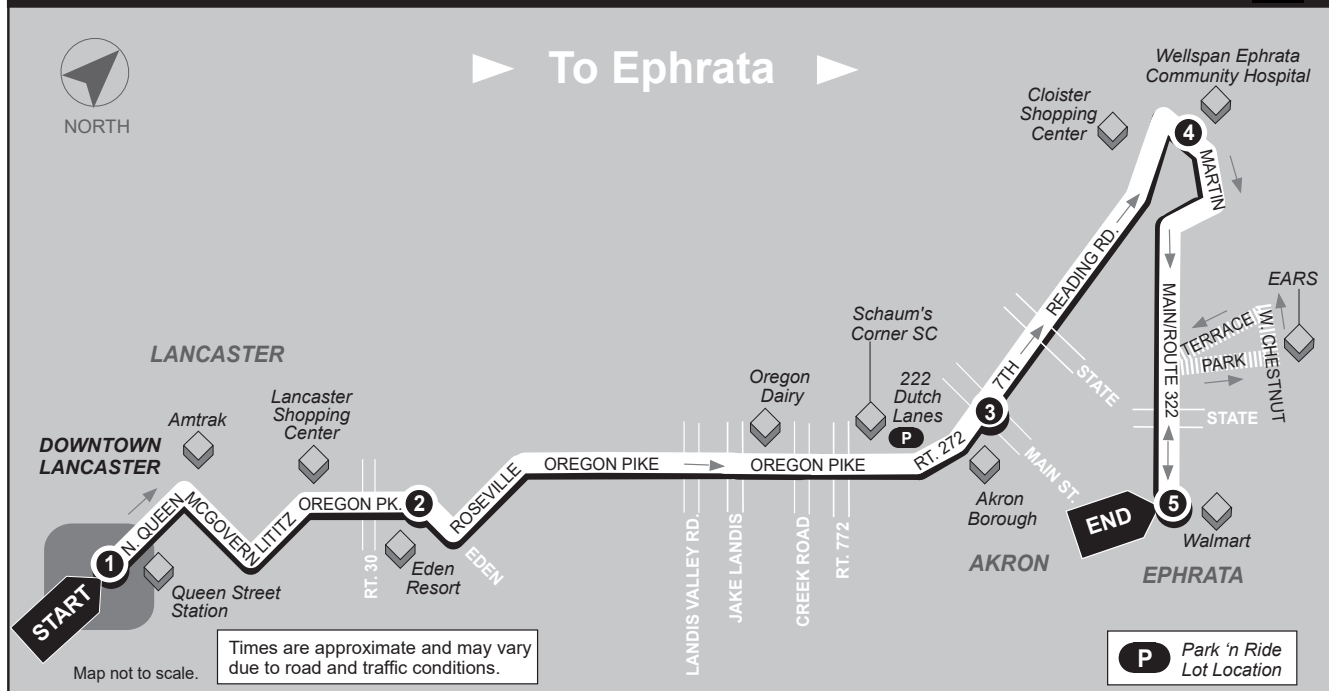 To Ephrata
NORTH
Wellspan Ephrata
Community Hospital
Cloister
Shopping
Center
4
MARTIN
READING RD.
MAIN/ROUTE 322
EARS
TERRACE
W. CHESTNUT
PARK
STATE
STATE
7TH
Schaum's
Corner SC
222
Dutch
Lanes
P
Oregon
Dairy
3
RT. 272
MAIN ST.
Akron
Borough
AKRON
LANCASTER
Amtrak
Lancaster
Shopping
Center
DOWNTOWN
LANCASTER
OREGON PIKE
OREGON PIKE
OREGON PK.
2
ROSEVILLE
EDEN
N. QUEEN
MCGOVERN
LITITZ
RT. 30
Eden
Resort
LANDIS VALLEY RD.
JAKE LANDIS
CREEK ROAD
RT. 772
1
START
Queen Street
Station
END
5
Walmart
EPHRATA
Map not to scale.
Times are approximate and may vary
due to road and traffic conditions.
P
Park ‘n Ride
Lot Location